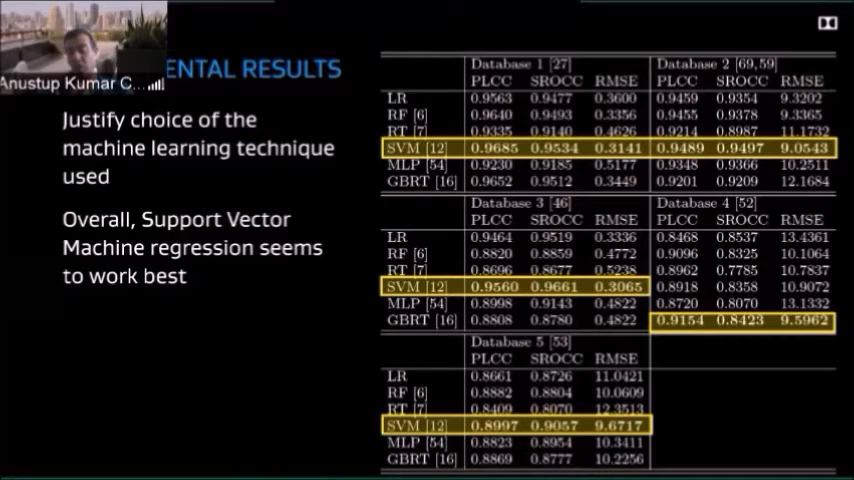 Anustup Kumar C...
ENTAL RESULTS
Justify choice of the
machine learning technique
used
Overall, Support Vector
Machine regression seems
to work best
Database 1 [27] Database 2 [69,59]
PLCC SROCC RMSE PLCC SROCC RMSE
LR 0.9563 0.9477 0.3600 0.9459 0.9354 9.3202
RF [6] 0.9640 0.9493 0.3356 0.9455 0.9378 9.3365
RT [7] 0.9335 0.9140 0.4626 0.9214 0.8987 11.1732
SVM [12] 0.9685 0.9534 0.3141 0.9489 0.9497 9.0543
MLP [54] 0.9230 0.9185 0.5177 0.9348 0.9366 10.2511
GBRT [16] 0.9652 0.9512 0.3449 0.9201 0.9209 12.1684
Database 3 [46] Database 4 [52]
PLCC SROCC RMSE PLCC SROCC RMSE
LR 0.9464 0.9519 0.3336 0.8468 0.8537 13.4361
RF [6] 0.8820 0.8859 0.4772 0.9096 0.8325 10.1064
RT [7] 0.8696 0.8677 0.5238 0.8962 0.7785 10.7837
SVM [12] 0.9560 0.9661 0.3065 0.8918 0.8358 10.9072
MLP [54] 0.8998 0.9143 0.4822 0.8720 0.8070 13.1332
GBRT [16] 0.8808 0.8780 0.4822 0.9154 0.8423 9.5962
Database 5 [53]
PLCC SROCC RMSE
LR 0.8661 0.8726 11.0421
RF [6] 0.8882 0.8804 10.0609
RT [7] 0.8409 0.8070 12.3513
SVM [12] 0.8997 0.9057 9.6717
MLP [54] 0.8823 0.8954 10.3411
GBRT [16] 0.8869 0.8777 10.2256